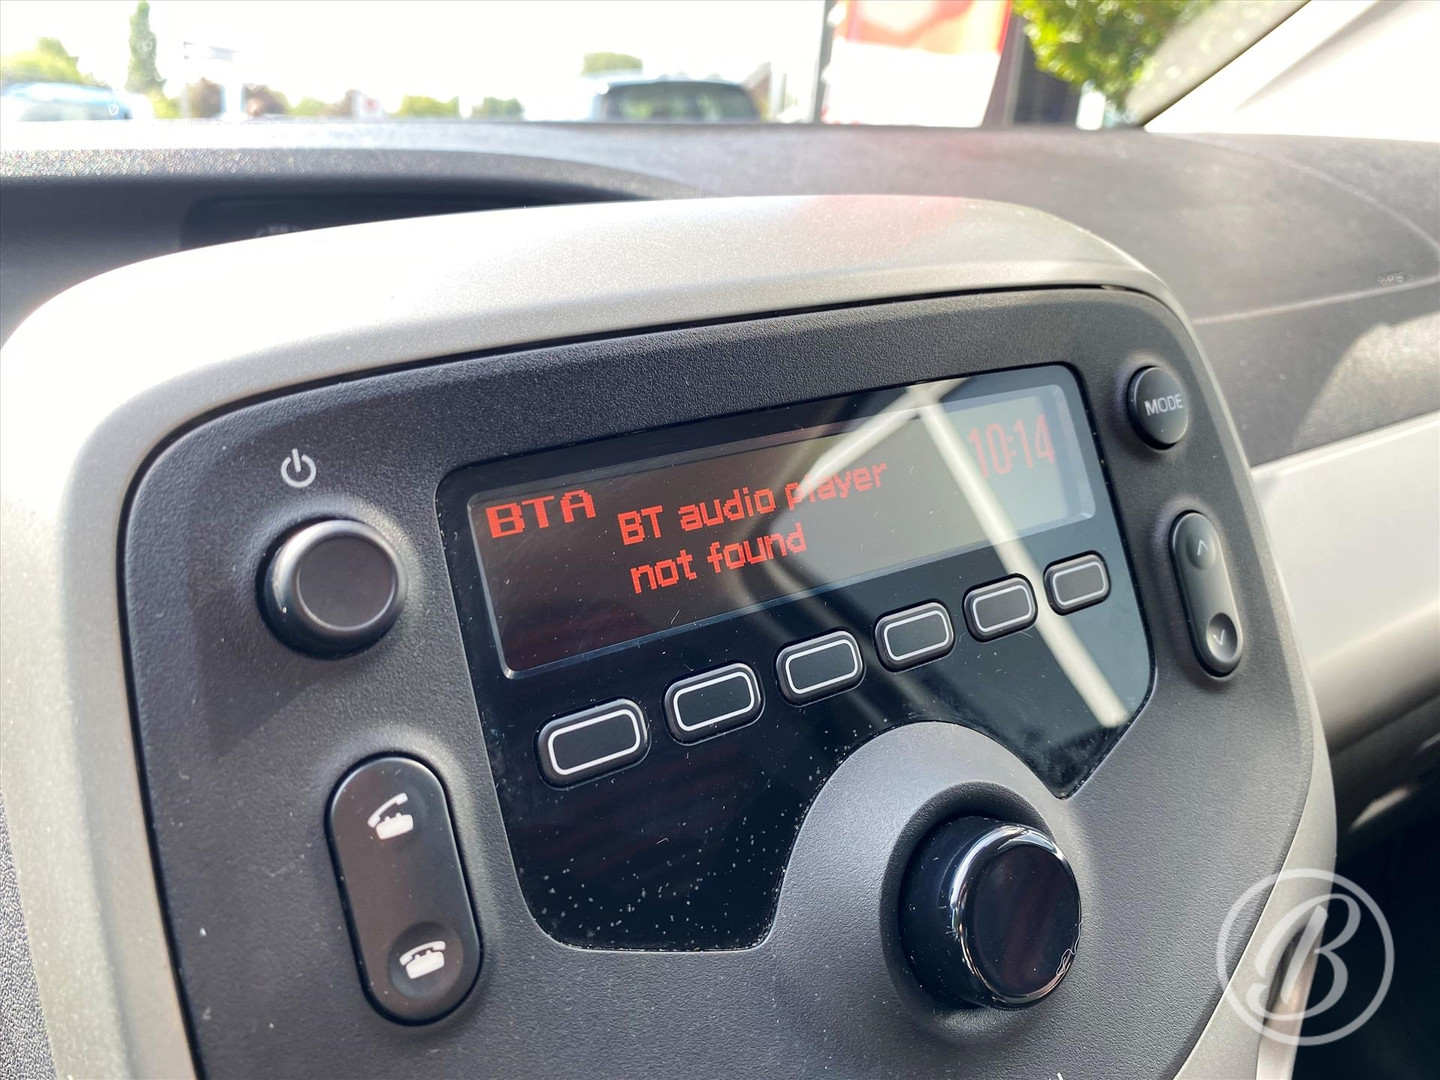 BTA
BT audio player
not found
10:14
MODE
B